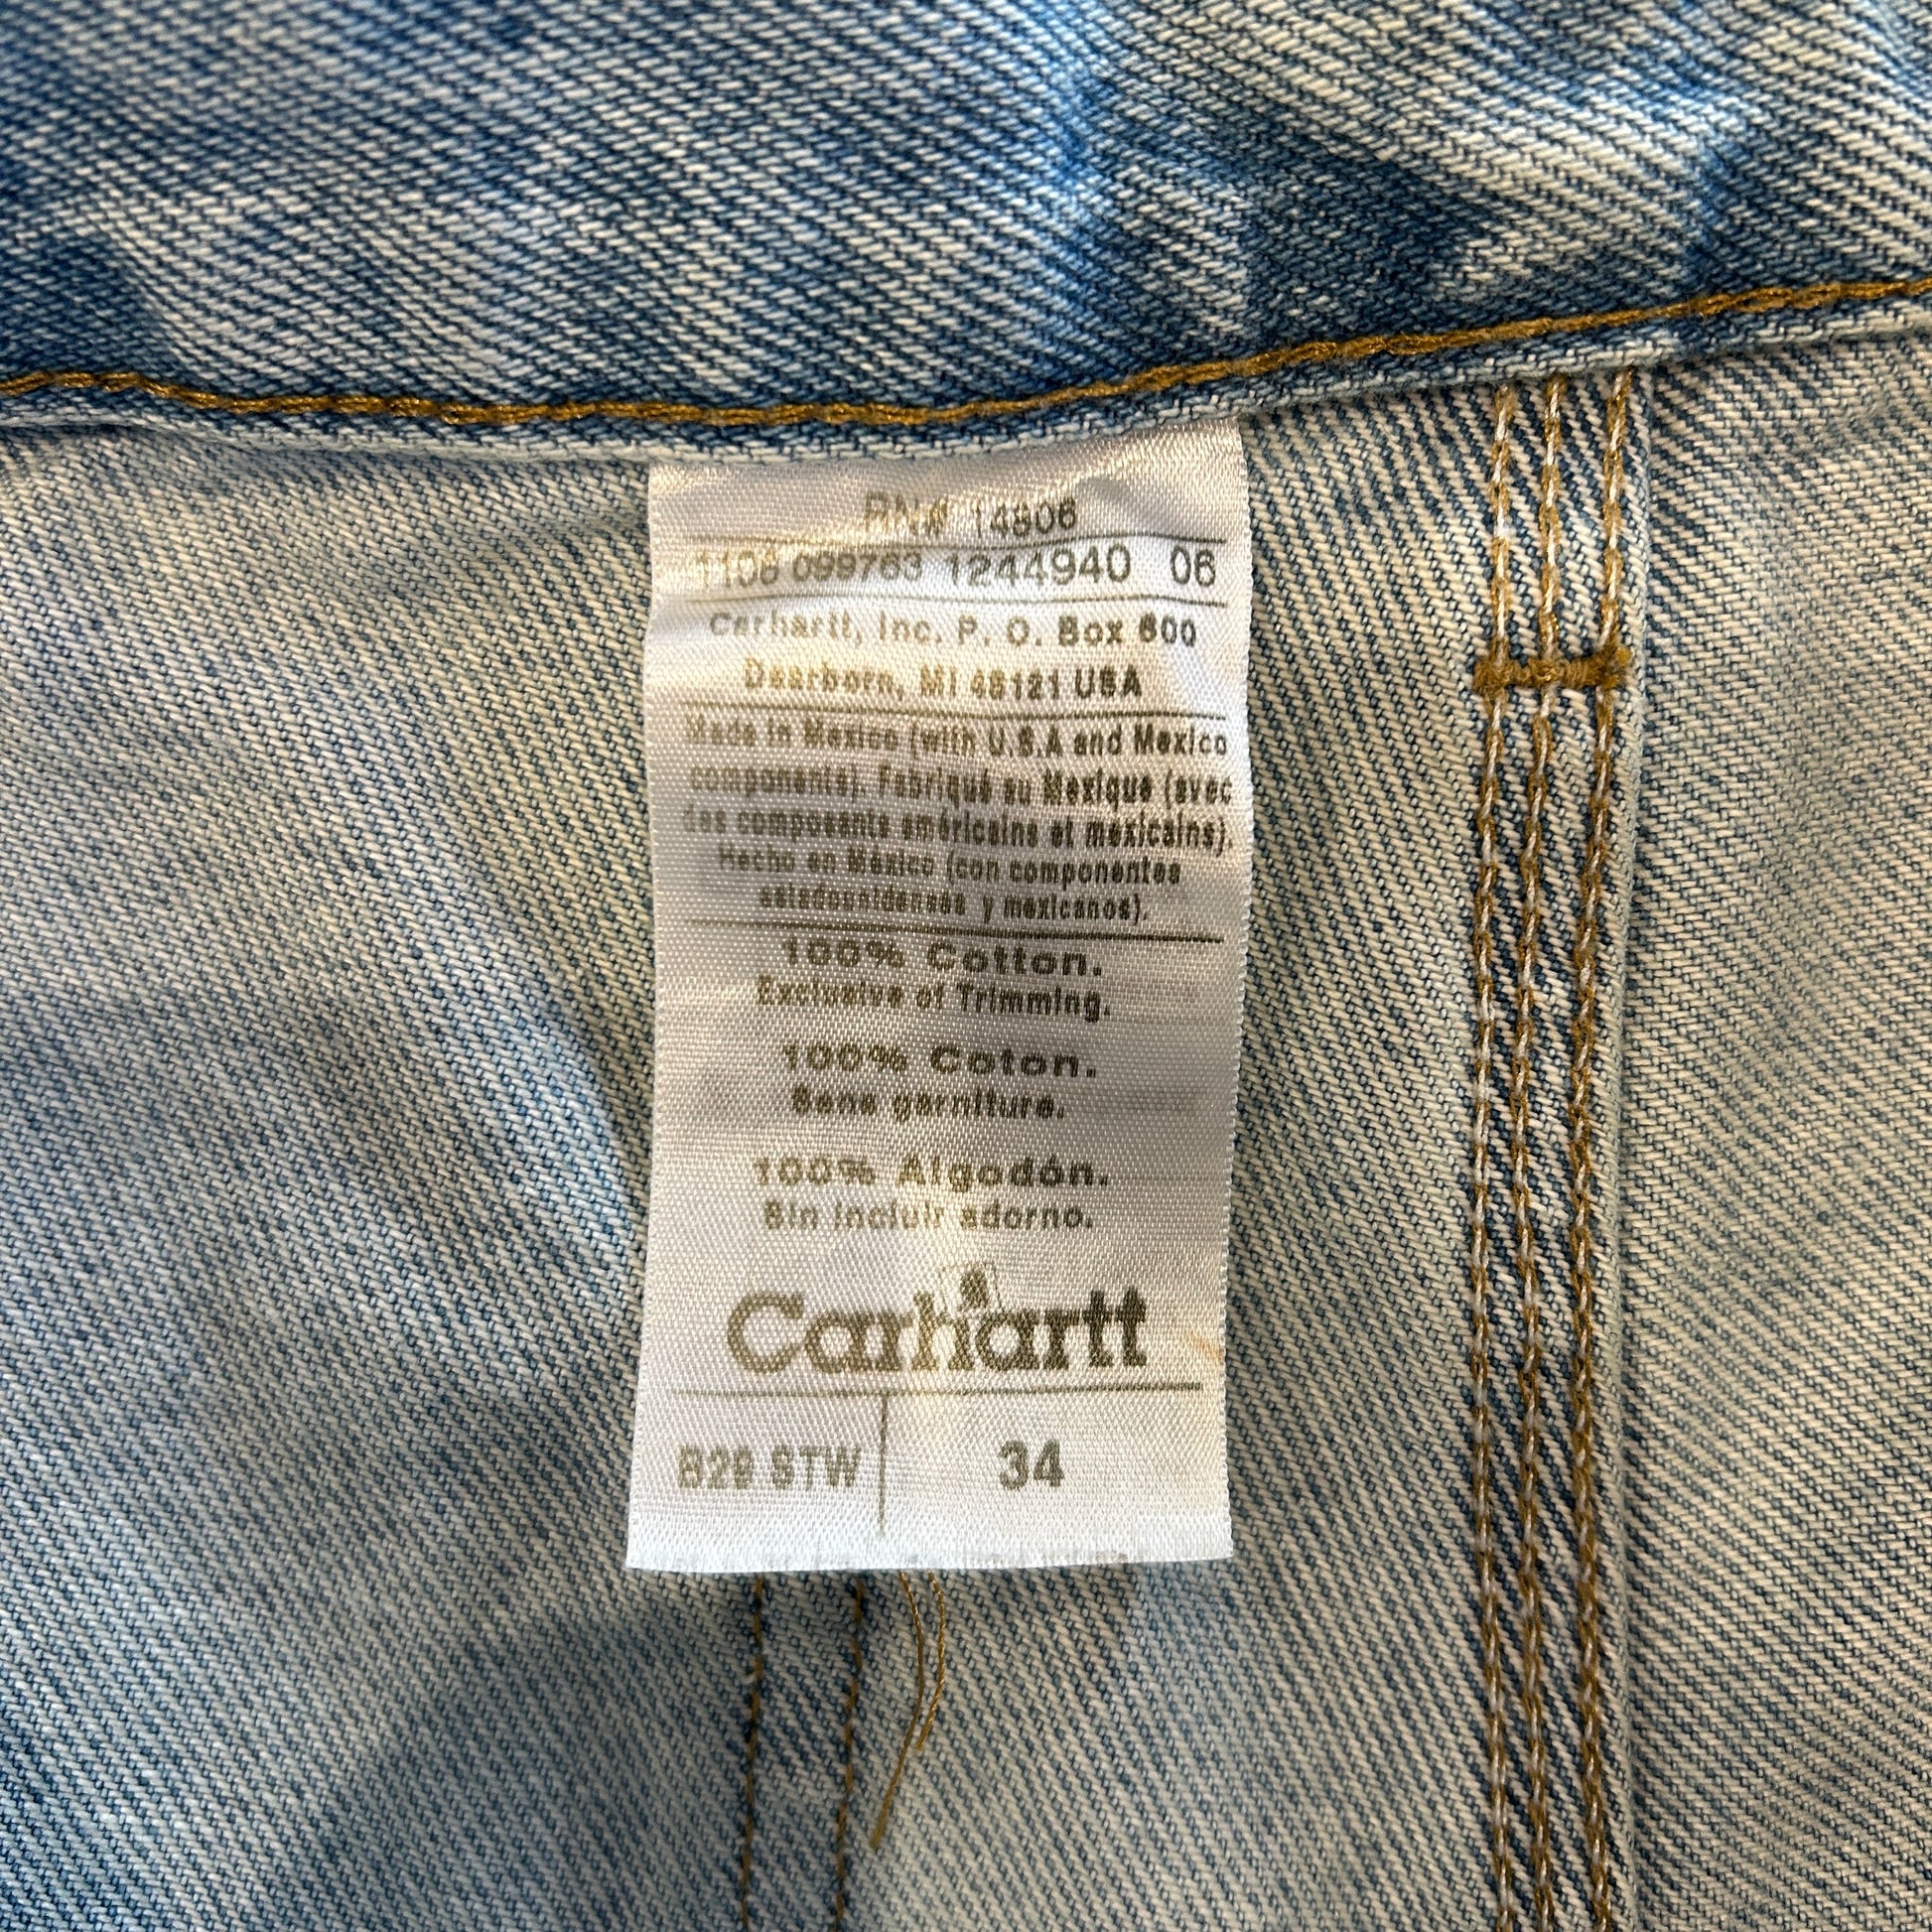 RN# 14806
1106 099763 1244940 06
Carhartt, Inc. P. O. Box 600
Dearborn, MI 48121 USA
Made in Mexico (with U.S.A and Mexico
components). Fabriqué au Mexique (avec
des composants américains et mexicains).
Hecho en México (con componentes
estadounidenses y mexicanos).
100% Cotton.
Exclusive of Trimming.
100% Coton.
Sans garniture.
100% Algodón.
Sin incluir adorno.
Carhartt
B29 STW 34